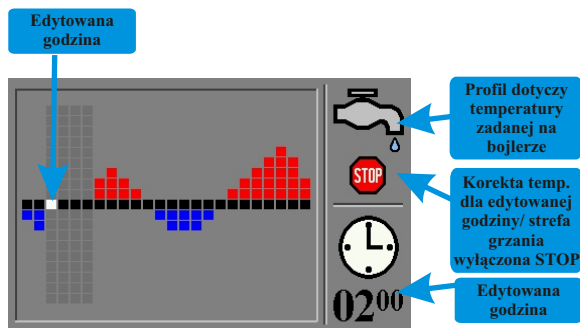 Edytowana
godzina
Profil dotyczy
temperatury
zadanej na
bojlerze
STOP
Korekta temp.
dla edytowanej
godziny/ strefa
grzania
wyłączona STOP
Edytowana
godzina
02⁰⁰